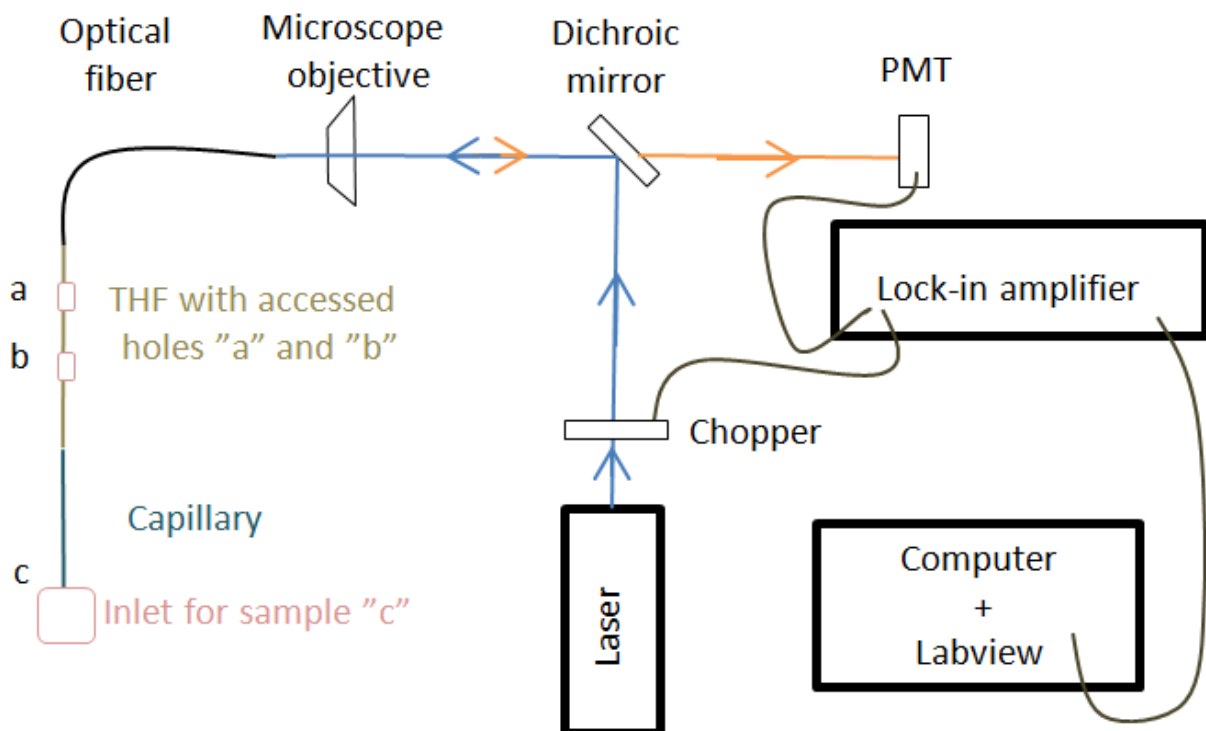 Optical
fiber
Microscope
objective
Dichroic
mirror
PMT
a
THF with accessed
b
holes ”a” and ”b”
Lock-in amplifier
Chopper
Capillary
c
Inlet for sample ”c”
Laser
Computer
+
Labview